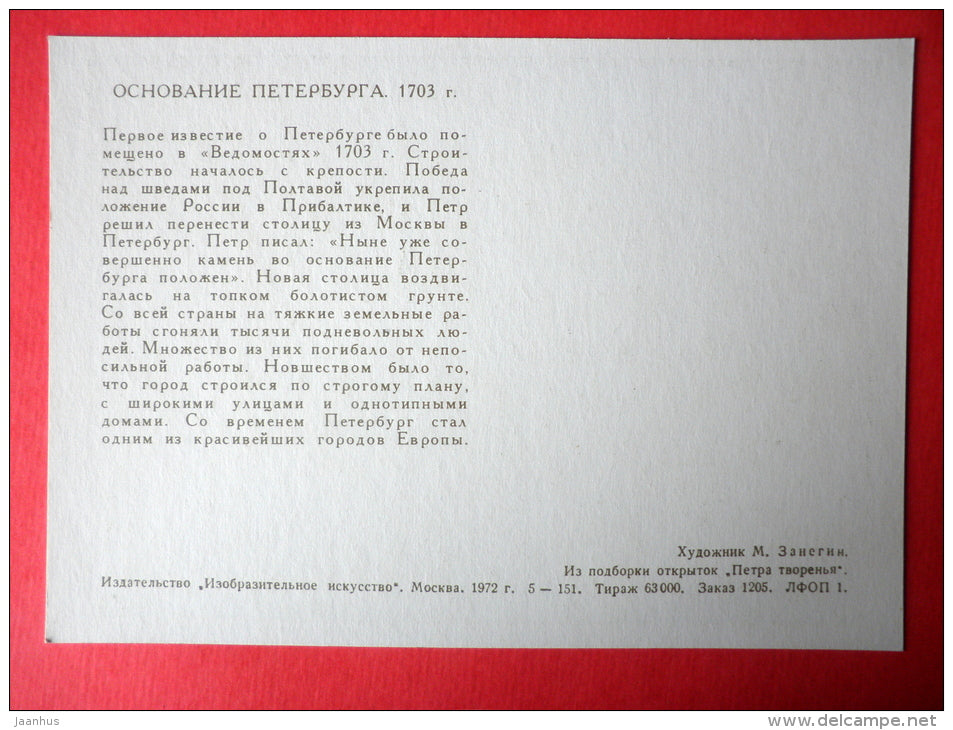 ОСНОВАНИЕ ПЕТЕРБУРГА. 1703 г.
Первое известие о Петербурге было по-
мещено в «Ведомостях» 1703 г. Строи-
тельство началось с крепости. Победа
над шведами под Полтавой укрепила по-
ложение России в Прибалтике, и Петр
решил перенести столицу из Москвы в
Петербург. Петр писал: «Ныне уже со-
вершенно камень во основание Петер-
бурга положен». Новая столица воздви-
галась на топком болотистом грунте.
Со всей страны на тяжкие земельные ра-
боты сгоняли тысячи подневольных лю-
дей. Множество из них погибало от непо-
сильной работы. Новшеством было то,
что город строился по строгому плану,
с широкими улицами и однотипными
домами. Со временем Петербург стал
одним из красивейших городов Европы.
Художник М. Занегин.
Из подборки открыток „Петра творенья“.
Издательство „Изобразительное искусство“. Москва. 1972 г. 5 — 151. Тираж 63 000. Заказ 1205. ЛФОП 1.
Jaanhus
www.delcampe.net